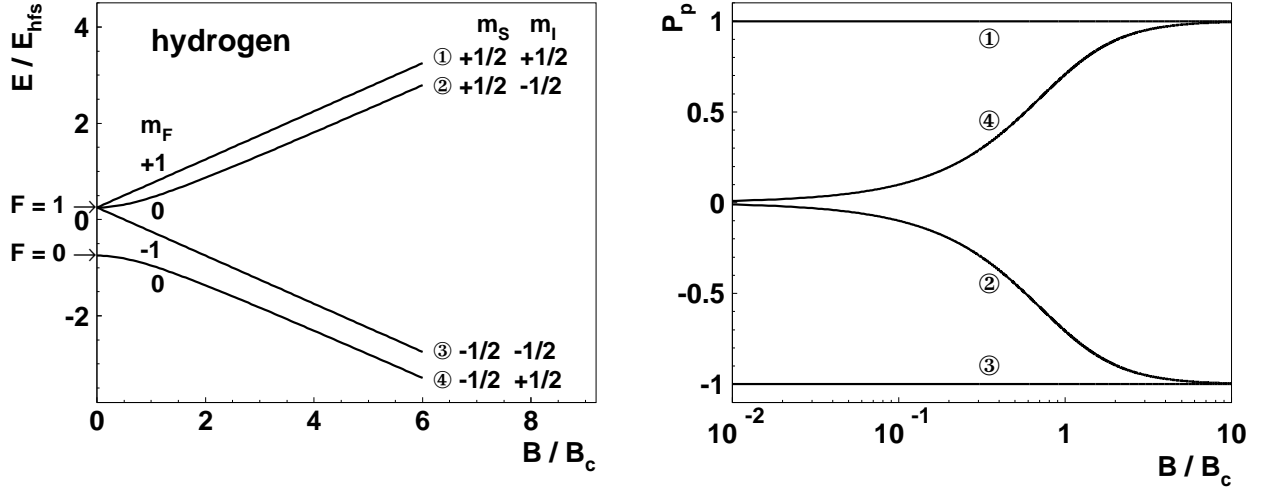 E / E_hfs
4
2
0
-2
hydrogen
m_S m_I
① +1/2 +1/2
② +1/2 -1/2
m_F
+1
0
-1
0
F = 1
F = 0
③ -1/2 -1/2
④ -1/2 +1/2
0 2 4 6 8
B / B_c
P_p
1
0.5
0
-0.5
-1
①
④
②
③
10^-2 10^-1 1 10
B / B_c